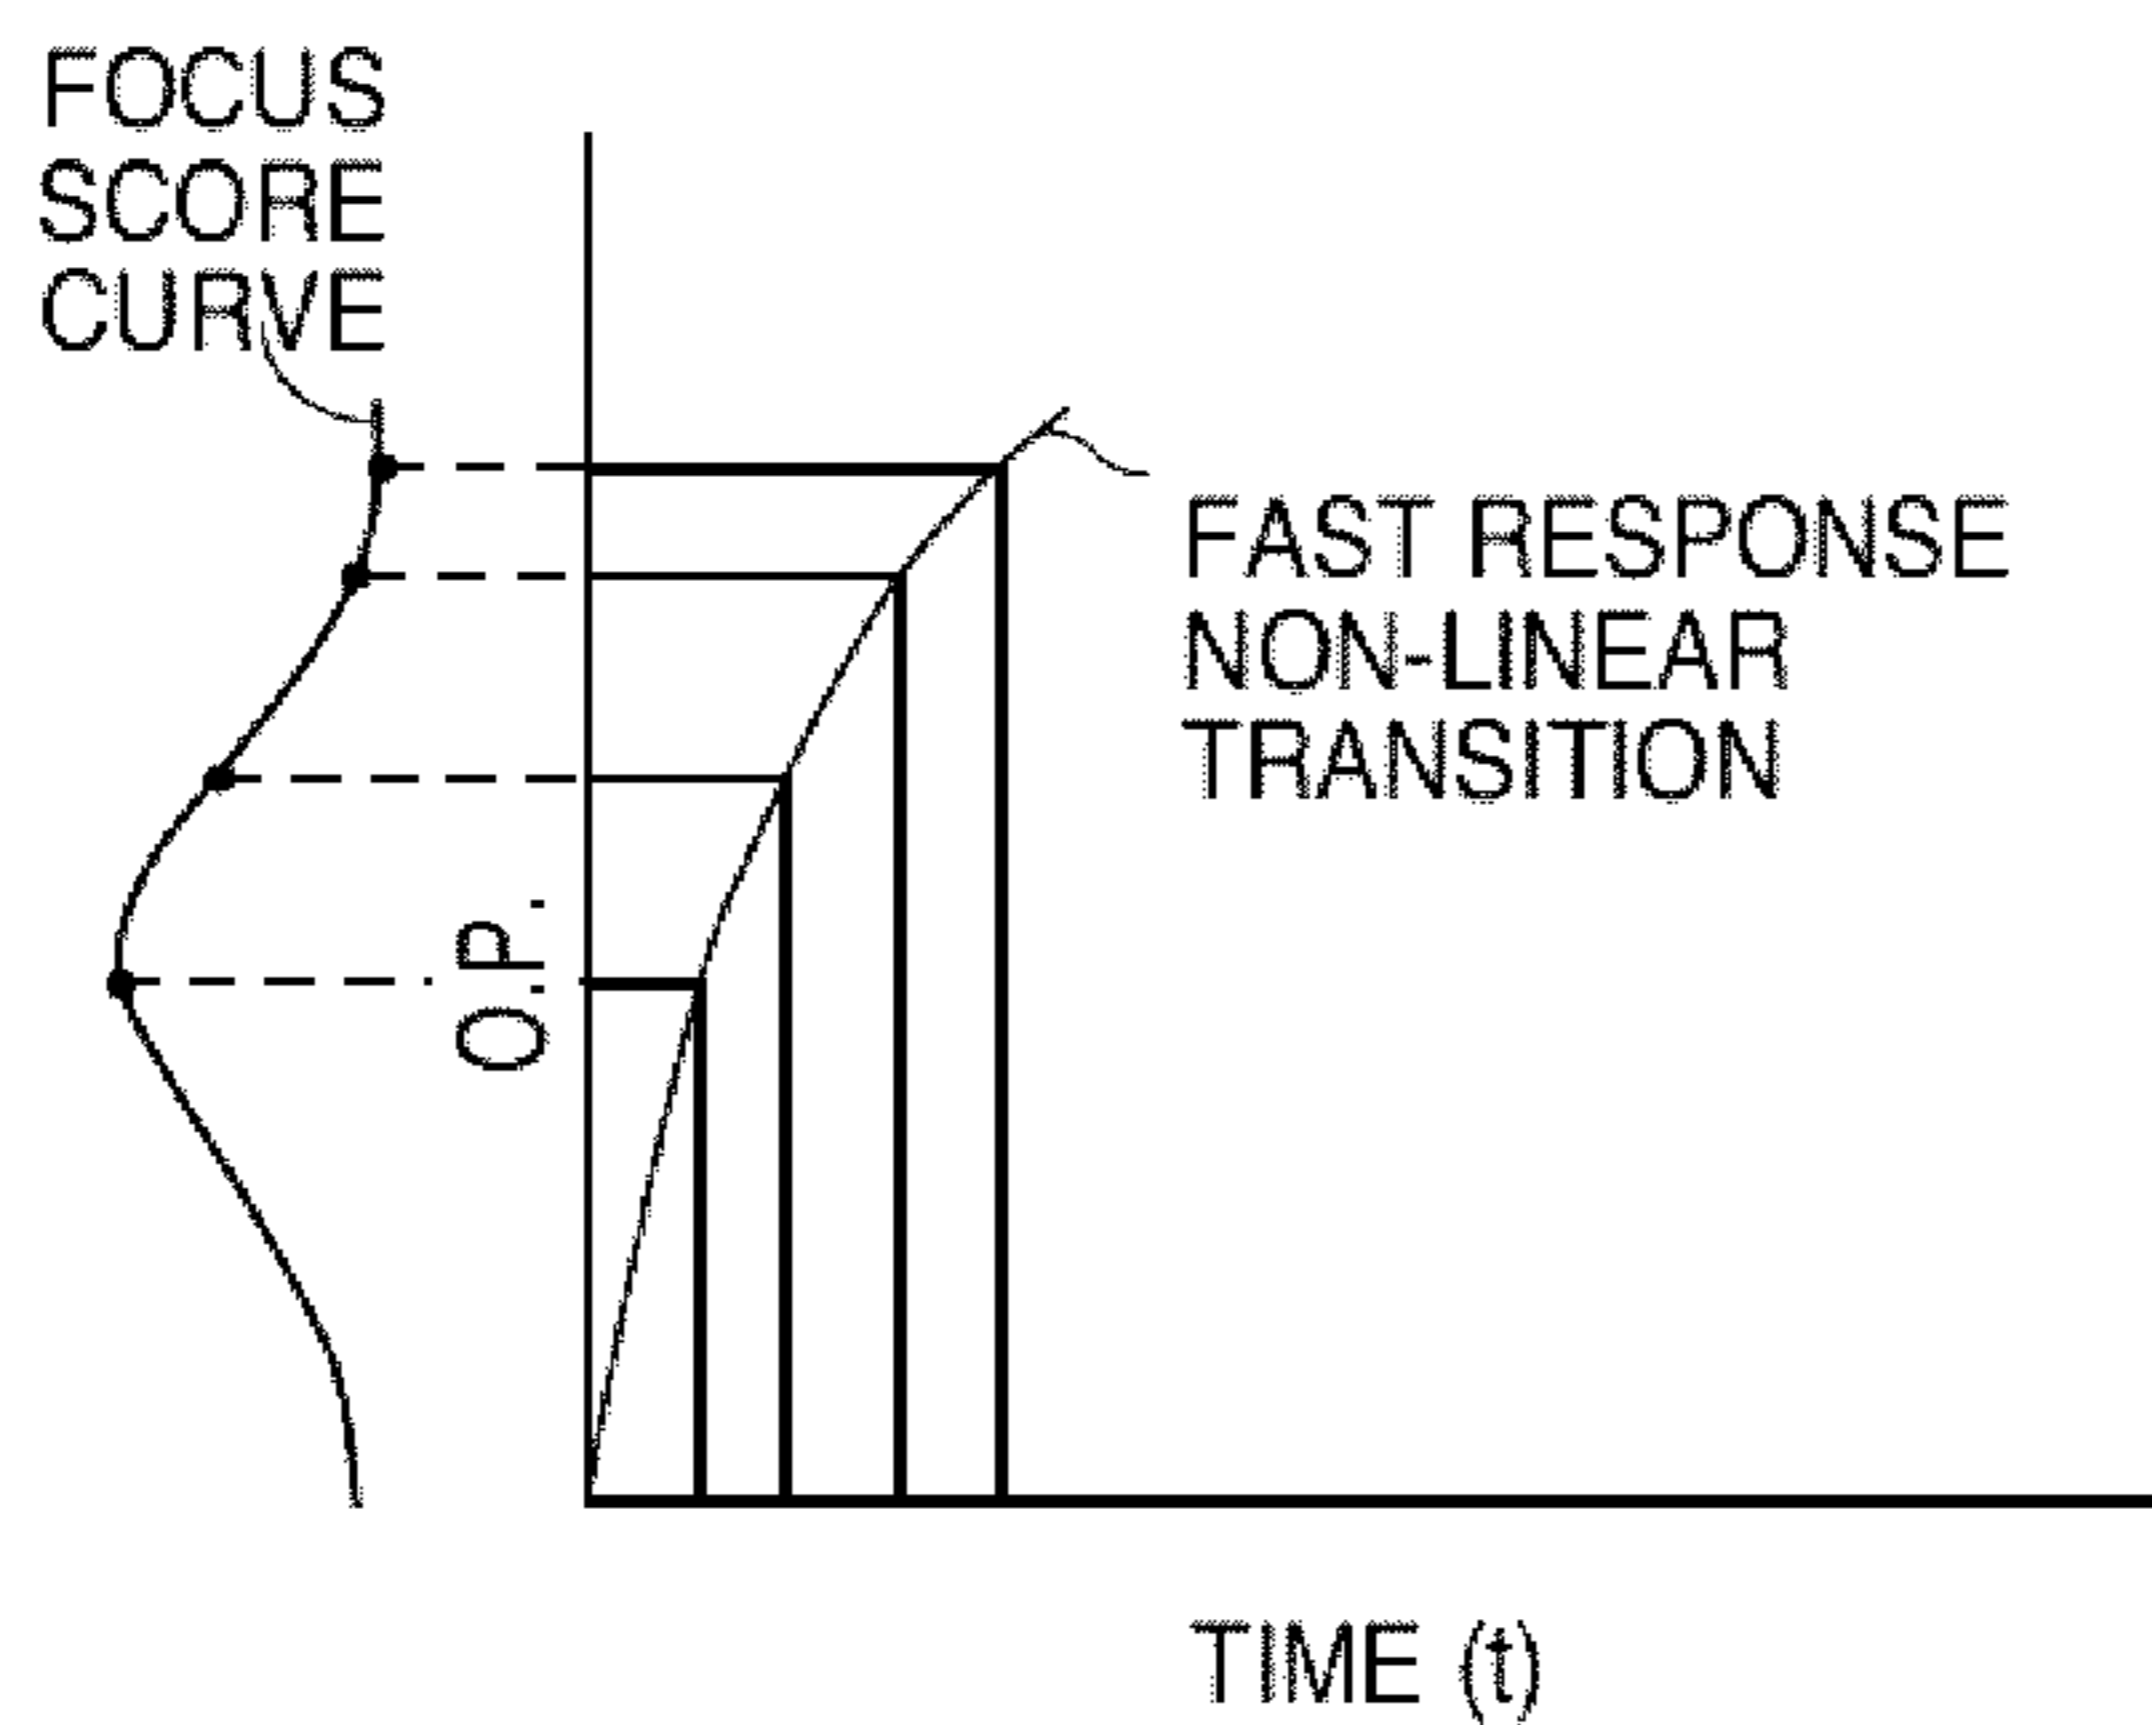 FOCUS
SCORE
CURVE
FAST RESPONSE
NON-LINEAR
TRANSITION
O.P.
TIME (t)